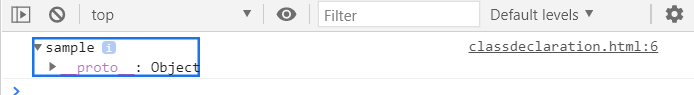 top Filter Default levels
sample i classdeclaration.html:6
__proto__: Object